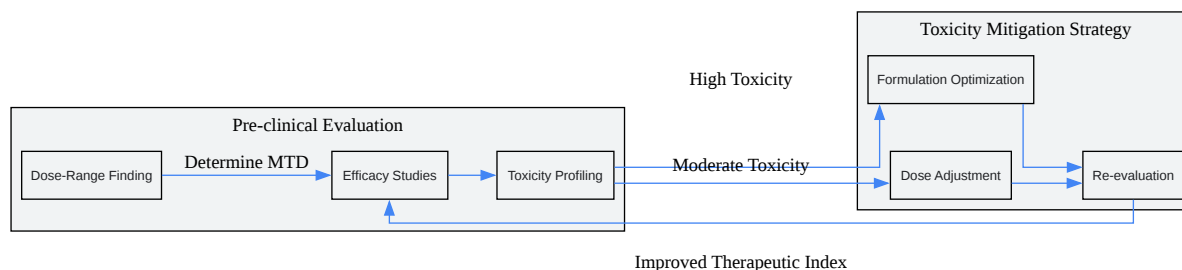 Toxicity Mitigation Strategy
High Toxicity
Formulation Optimization
Pre-clinical Evaluation
Determine MTD
Moderate Toxicity
Dose-Range Finding
Efficacy Studies
Toxicity Profiling
Dose Adjustment
Re-evaluation
Improved Therapeutic Index